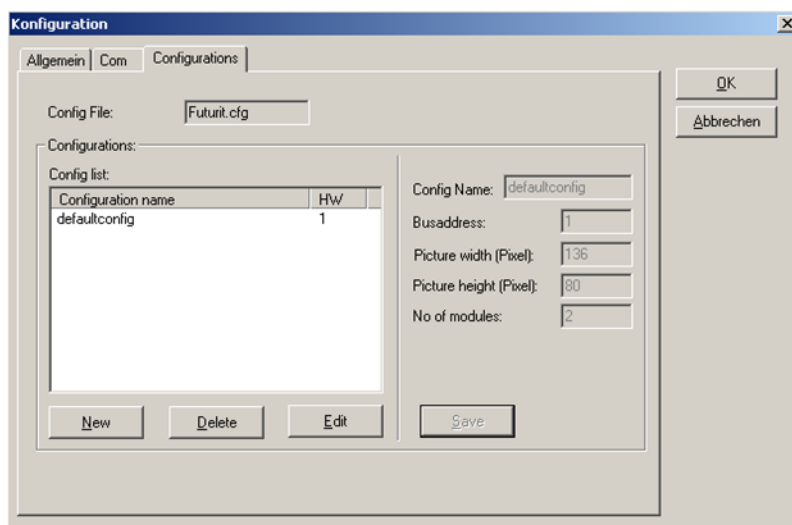 Konfiguration
Allgemein Com Configurations
OK
Abbrechen
Config File: Futurit.cfg
Configurations:
Config list:
Configuration name HW
defaultconfig 1
Config Name: defaultconfig
Busaddress: 1
Picture width (Pixel): 136
Picture height (Pixel): 80
No of modules: 2
New Delete Edit Save